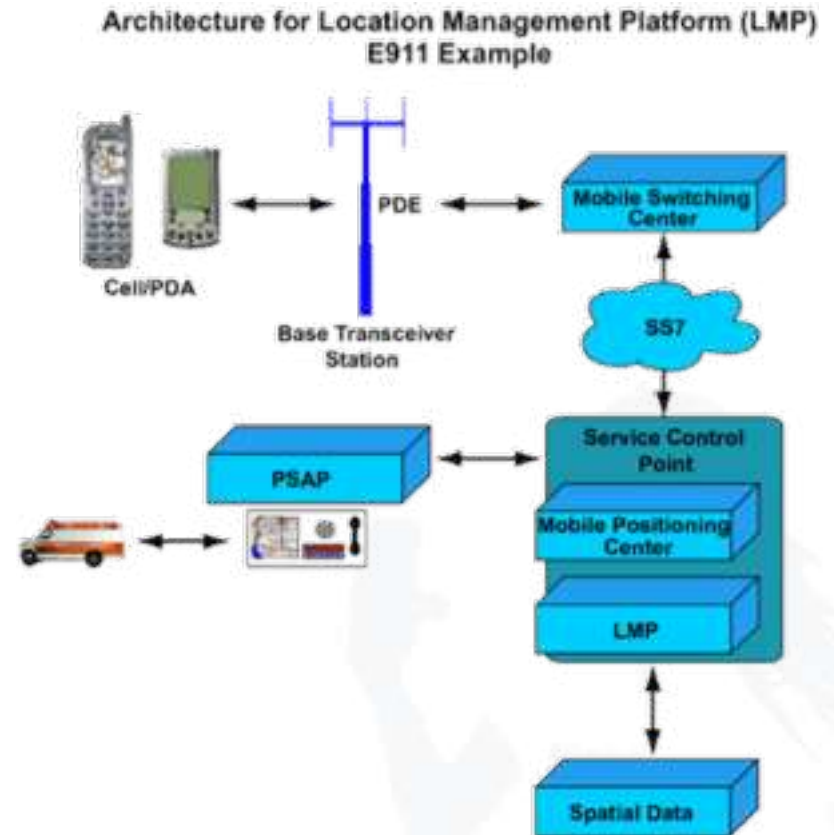 Architecture for Location Management Platform (LMP)
E911 Example
PDE
Mobile Switching
Center
Cell/PDA
Base Transceiver
Station
SS7
Service Control
Point
PSAP
Mobile Positioning
Center
LMP
Spatial Data